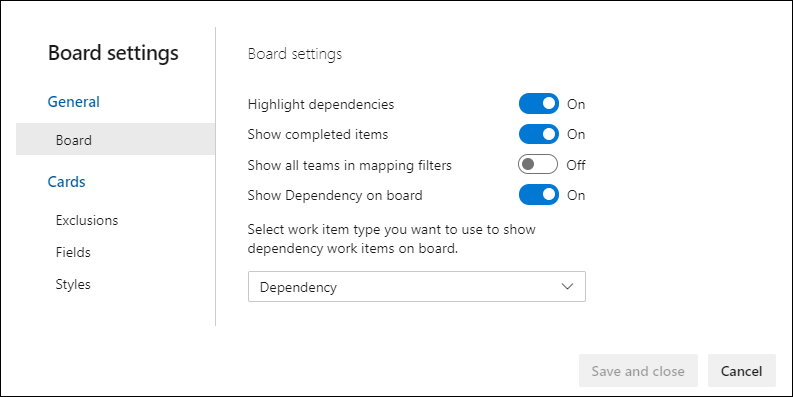 Board settings
General
Board
Cards
Exclusions
Fields
Styles
Board settings
Highlight dependencies
On
Show completed items
On
Show all teams in mapping filters
Off
Show Dependency on board
On
Select work item type you want to use to show
dependency work items on board.
Dependency
Save and close
Cancel